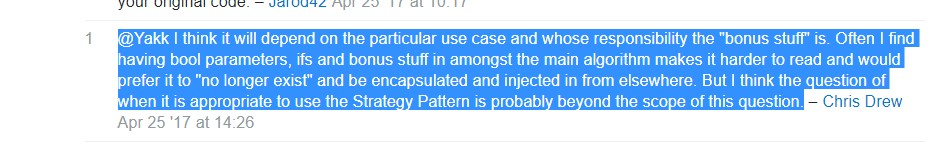 your original code. – Jarod42 Apr 25 '17 at 10:17
1 @Yakk I think it will depend on the particular use case and whose responsibility the "bonus stuff" is. Often I find
having bool parameters, ifs and bonus stuff in amongst the main algorithm makes it harder to read and would
prefer it to "no longer exist" and be encapsulated and injected in from elsewhere. But I think the question of
when it is appropriate to use the Strategy Pattern is probably beyond the scope of this question. – Chris Drew
Apr 25 '17 at 14:26